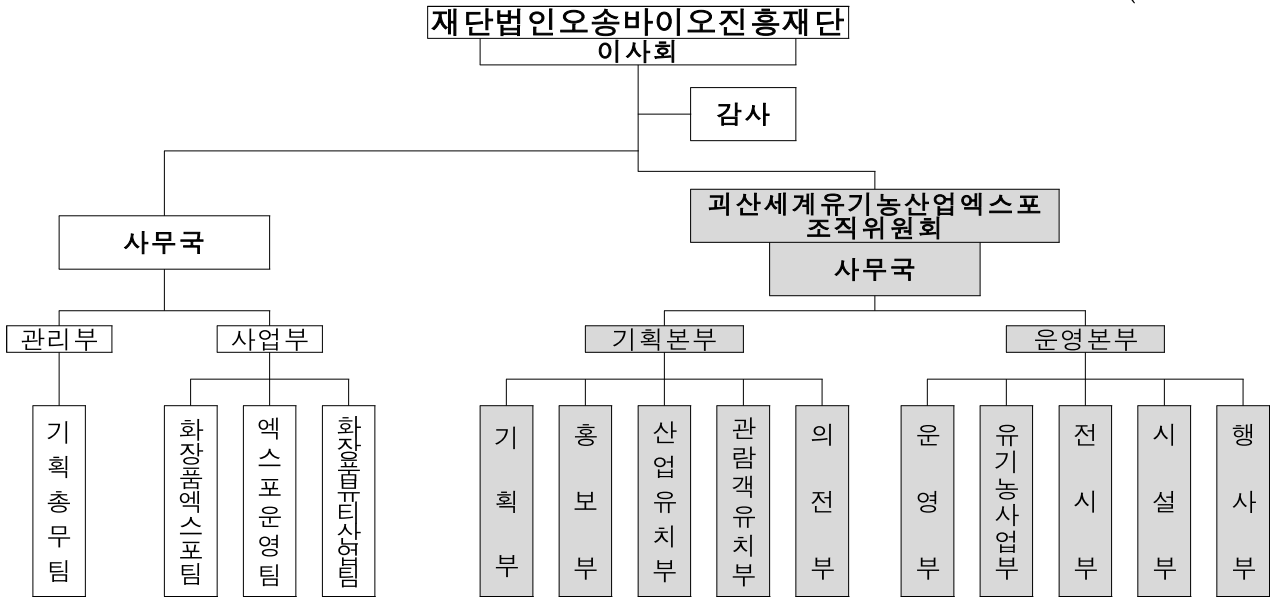 (
재단법인오송바이오진흥재단
이사회
감사
괴산세계유기농산업엑스포
조직위원회
사무국
사무국
관리부
사업부
기획본부
운영본부
기획총무팀
화장품엑스포팀
엑스포운영팀
화장품뷰티산업팀
기획부
홍보부
산업유치부
관람객유치부
의전부
운영부
유기농사업부
전시부
시설부
행사부